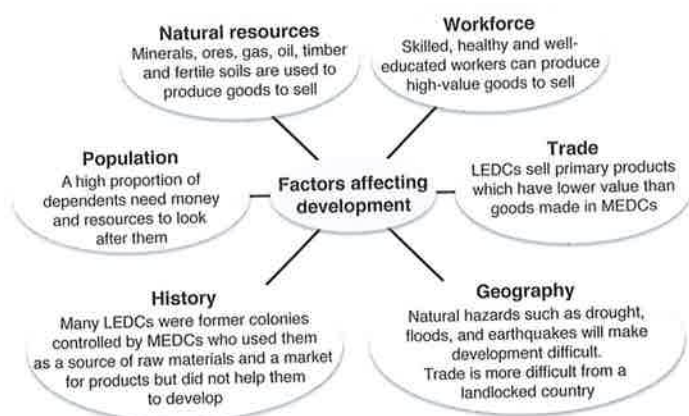 Natural resources
Minerals, ores, gas, oil, timber
and fertile soils are used to
produce goods to sell
Workforce
Skilled, healthy and well-
educated workers can produce
high-value goods to sell
Population
A high proportion of
dependents need money
and resources to look
after them
Factors affecting
development
Trade
LEDCs sell primary products
which have lower value than
goods made in MEDCs
History
Many LEDCs were former colonies
controlled by MEDCs who used them
as a source of raw materials and a market
for products but did not help them
to develop
Geography
Natural hazards such as drought,
floods, and earthquakes will make
development difficult.
Trade is more difficult from a
landlocked country